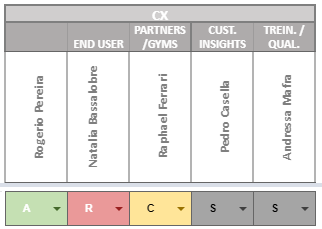 CX
END USER
PARTNERS
/GYMS
CUST.
INSIGHTS
TREIN. /
QUAL.
Rogerio Pereira
Natalia Bassalobre
Raphael Ferrari
Pedro Casella
Andressa Mafra
A
R
C
S
S